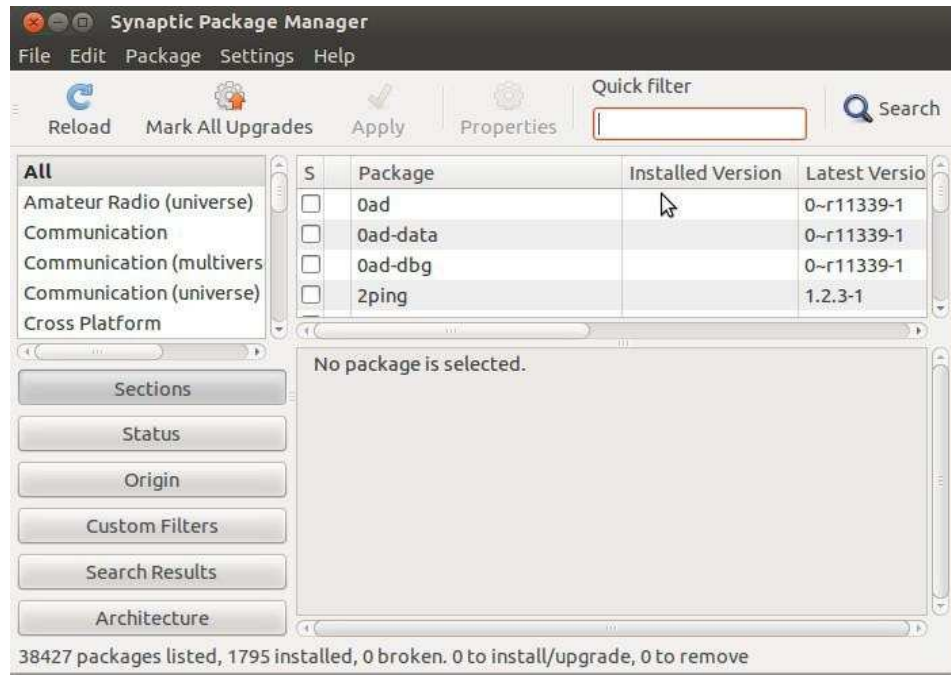 Synaptic Package Manager
File Edit Package Settings Help
Reload Mark All Upgrades Apply Properties Quick filter Search
All
Amateur Radio (universe)
Communication
Communication (multivers
Communication (universe)
Cross Platform
S Package Installed Version Latest Versio
0ad 0~r11339-1
0ad-data 0~r11339-1
0ad-dbg 0~r11339-1
2ping 1.2.3-1
Sections
Status
Origin
Custom Filters
Search Results
Architecture
No package is selected.
38427 packages listed, 1795 installed, 0 broken. 0 to install/upgrade, 0 to remove